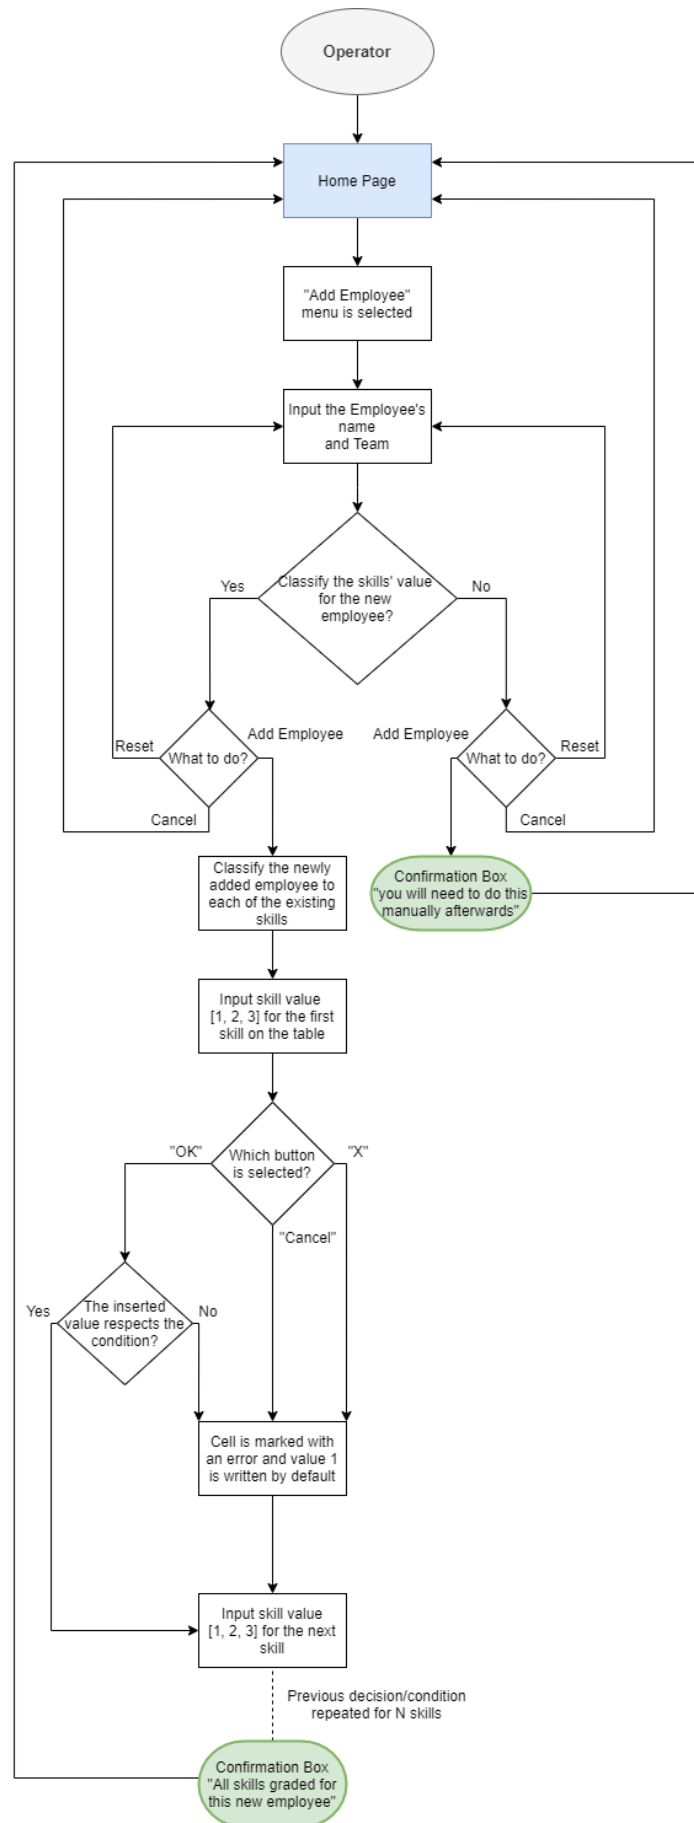 Operator
Home Page
"Add Employee"
menu is selected
Input the Employee's
name
and Team
Classify the skills' value
for the new
employee?
Yes
No
What to do?
Reset
Add Employee
Cancel
Add Employee
What to do?
Reset
Cancel
Classify the newly
added employee to
each of the existing
skills
Confirmation Box
"you will need to do this
manually afterwards"
Input skill value
[1, 2, 3] for the first
skill on the table
Which button
is selected?
"OK"
"X"
"Cancel"
The inserted
value respects the
condition?
Yes
No
Cell is marked with
an error and value 1
is written by default
Input skill value
[1, 2, 3] for the next
skill
Previous decision/condition
repeated for N skills
Confirmation Box
"All skills graded for
this new employee"